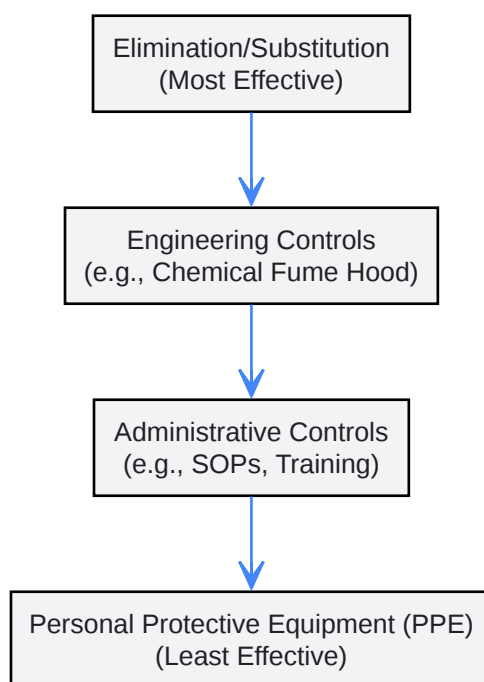 Elimination/Substitution
(Most Effective)
Engineering Controls
(e.g., Chemical Fume Hood)
Administrative Controls
(e.g., SOPs, Training)
Personal Protective Equipment (PPE)
(Least Effective)